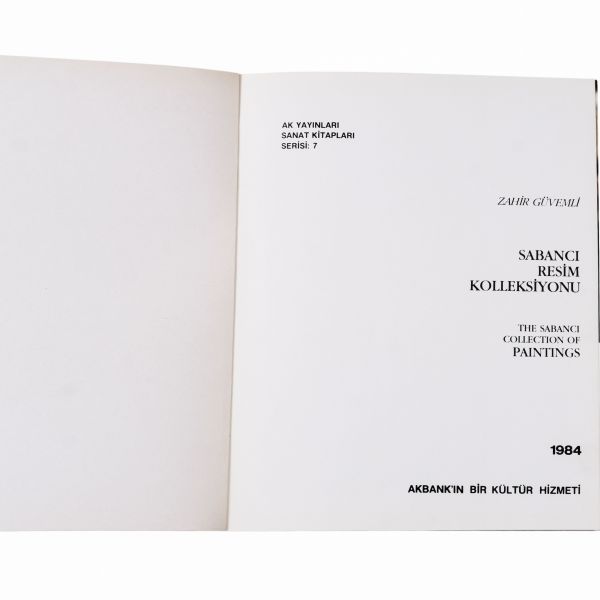 AK YAYINLARI
SANAT KİTAPLARI
SERİSİ: 7
ZAHİR GÜVEMLİ
SABANCI
RESİM
KOLLEKSİYONU
THE SABANCI
COLLECTION OF
PAINTINGS
1984
AKBANK'IN BİR KÜLTÜR HİZMETİ